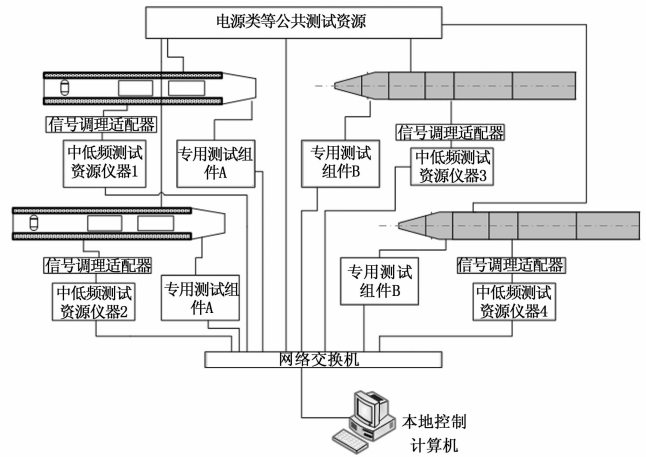 电源类等公共测试资源
信号调理适配器
中低频测试
资源仪器1
专用测试组
件A
专用测试
组件B
信号调理适配器
中低频测试
资源仪器3
信号调理适配器
中低频测试
资源仪器2
专用测试组
件A
专用测试
组件B
信号调理适配器
中低频测试
资源仪器4
网络交换机
本地控制
计算机